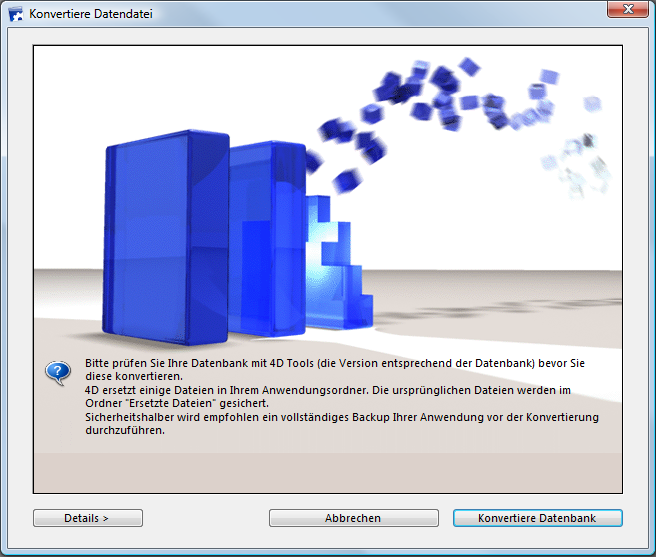 Konvertiere Datendatei
Bitte prüfen Sie Ihre Datenbank mit 4D Tools (die Version entsprechend der Datenbank) bevor Sie
diese konvertieren.
4D ersetzt einige Dateien in Ihrem Anwendungsordner. Die ursprünglichen Dateien werden im
Ordner "Ersetzte Dateien" gesichert.
Sicherheitshalber wird empfohlen ein vollständiges Backup Ihrer Anwendung vor der Konvertierung
durchzuführen.
Details >
Abbrechen
Konvertiere Datenbank